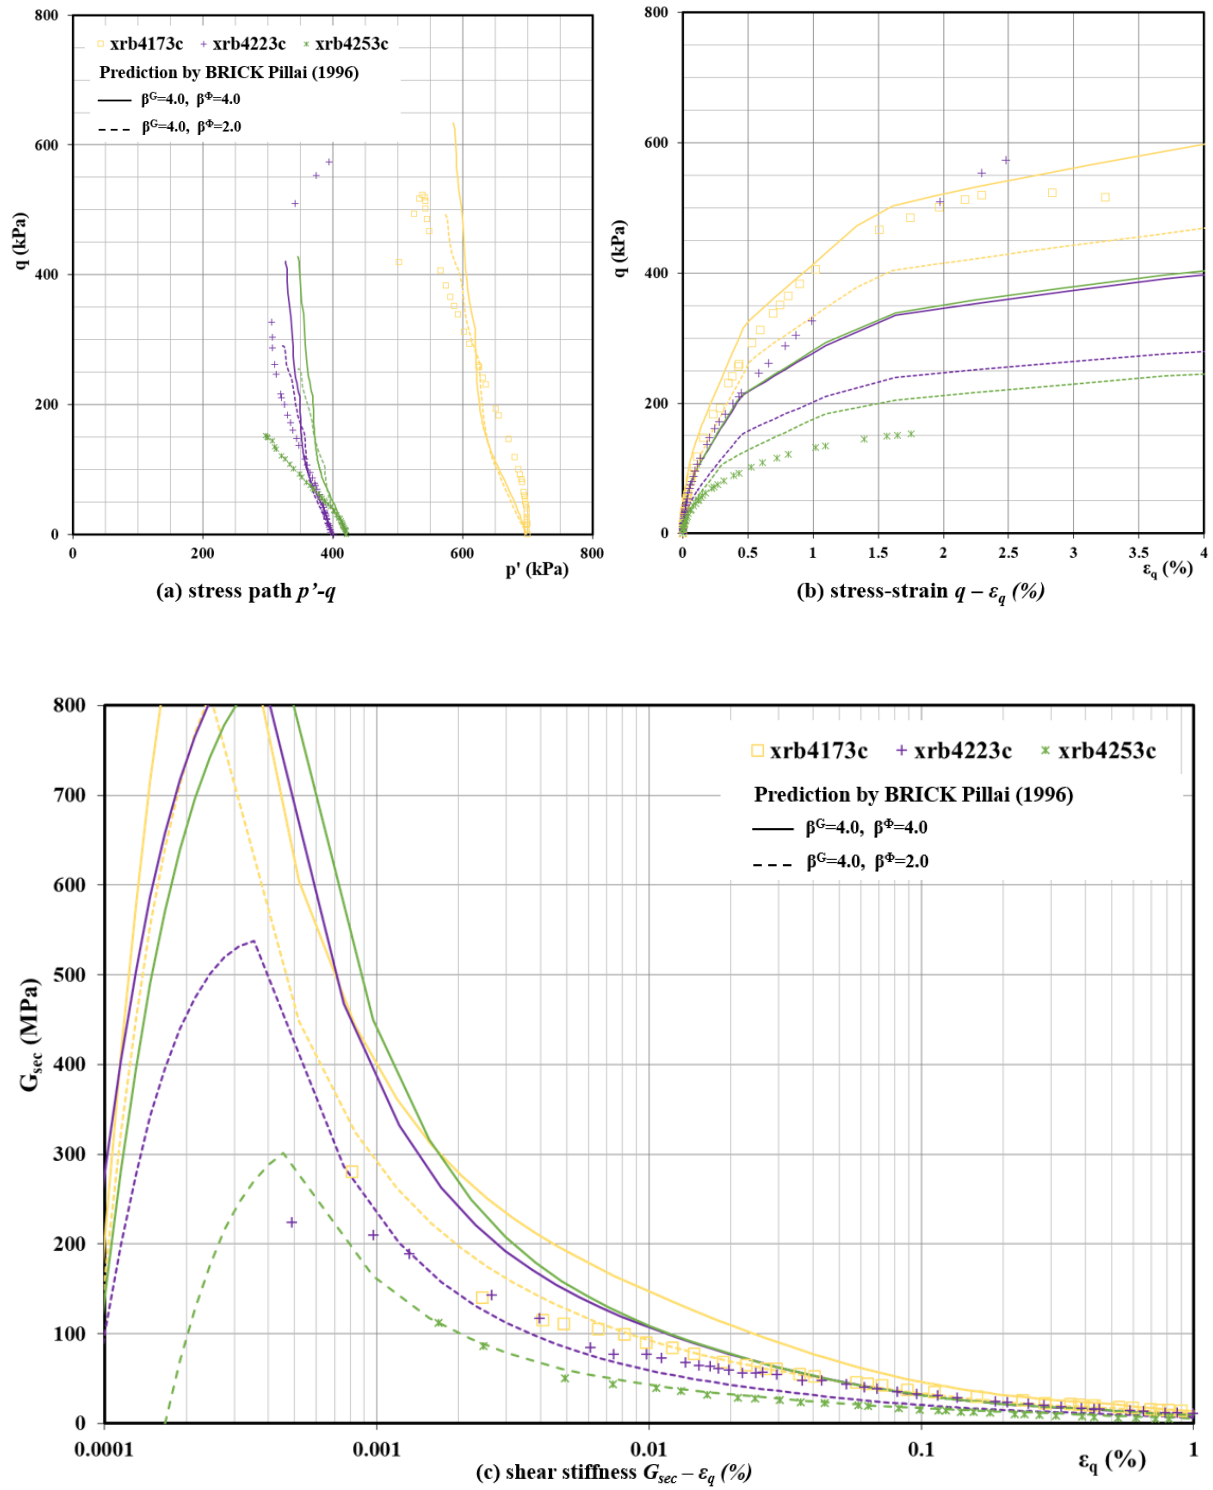 800
600
400
200
0
q (kPa)
xrb4173c xrb4223c xrb4253c
Prediction by BRICK Pillai (1996)
βᴳ=4.0, βᶲ=4.0
βᴳ=4.0, βᶲ=2.0
0 200 400 600 800
p' (kPa)
(a) stress path p’-q
800
600
400
200
0
q (kPa)
0 0.5 1 1.5 2 2.5 3 3.5 4
εq (%)
(b) stress-strain q – εq (%)
800
700
600
500
400
300
200
100
0
Gsec (MPa)
xrb4173c xrb4223c xrb4253c
Prediction by BRICK Pillai (1996)
βᴳ=4.0, βᶲ=4.0
βᴳ=4.0, βᶲ=2.0
0.0001 0.001 0.01 0.1 1
εq (%)
(c) shear stiffness Gsec – εq (%)